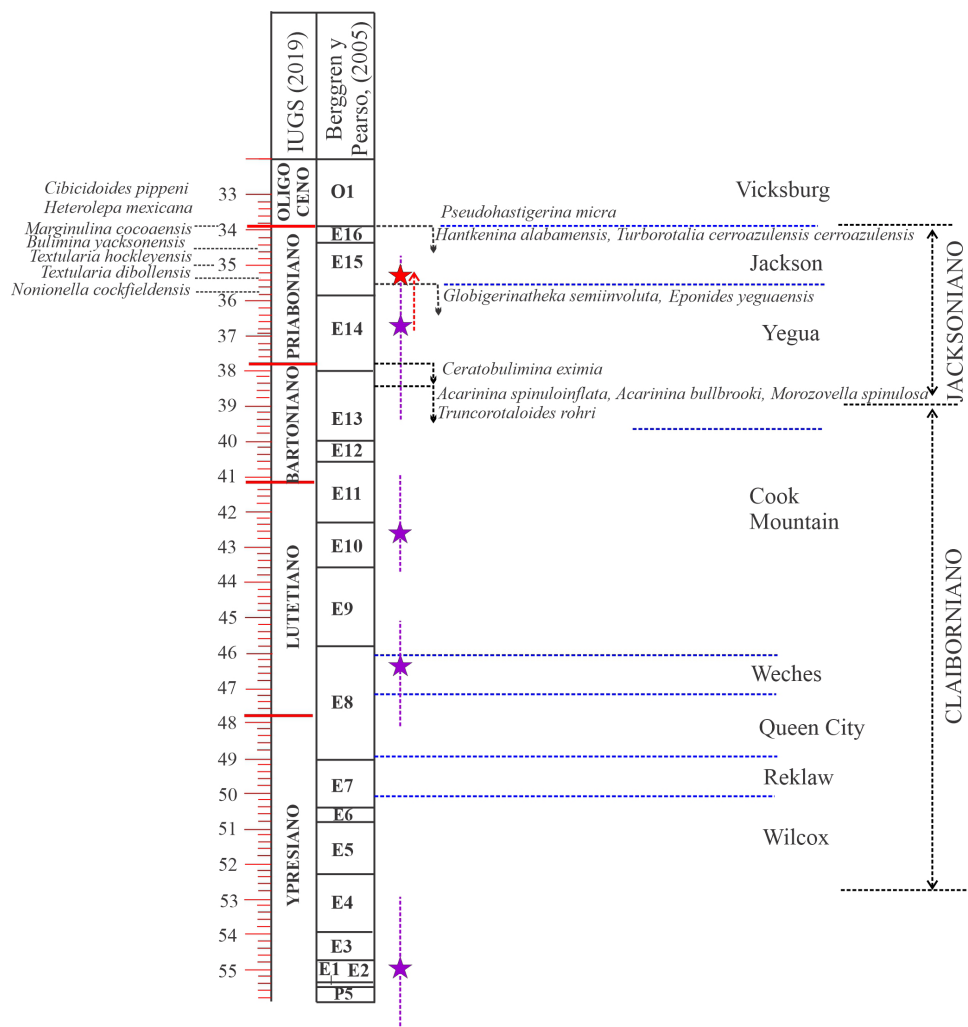 IUGS (2019)
Berggren y
Pearso, (2005)
OLIGO
CENO
PRIABONIANO
BARTONIANO
LUTETIANO
YPRESIANO
O1
E16
E15
E14
E13
E12
E11
E10
E9
E8
E7
E6
E5
E4
E3
E1 E2
P5
33
34
35
36
37
38
39
40
41
42
43
44
45
46
47
48
49
50
51
52
53
54
55
Cibicidoides pippeni
Heterolepa mexicana
Marginulina cocoaensis
Bulimina yacksonensis
Textularia hockleyensis
Textularia dibollensis
Nonionella cockfieldensis
Pseudohastigerina micra
Hantkenina alabamensis, Turborotalia cerroazulensis cerroazulensis
Globigerinatheka semiinvoluta, Eponides yeguaensis
Ceratobulimina eximia
Acarinina spinuloinflata, Acarinina bullbrooki, Morozovella spinulosa
Truncorotaloides rohri
Vicksburg
Jackson
Yegua
Cook
Mountain
Weches
Queen City
Reklaw
Wilcox
JACKSONIANO
CLAIBORNIANO